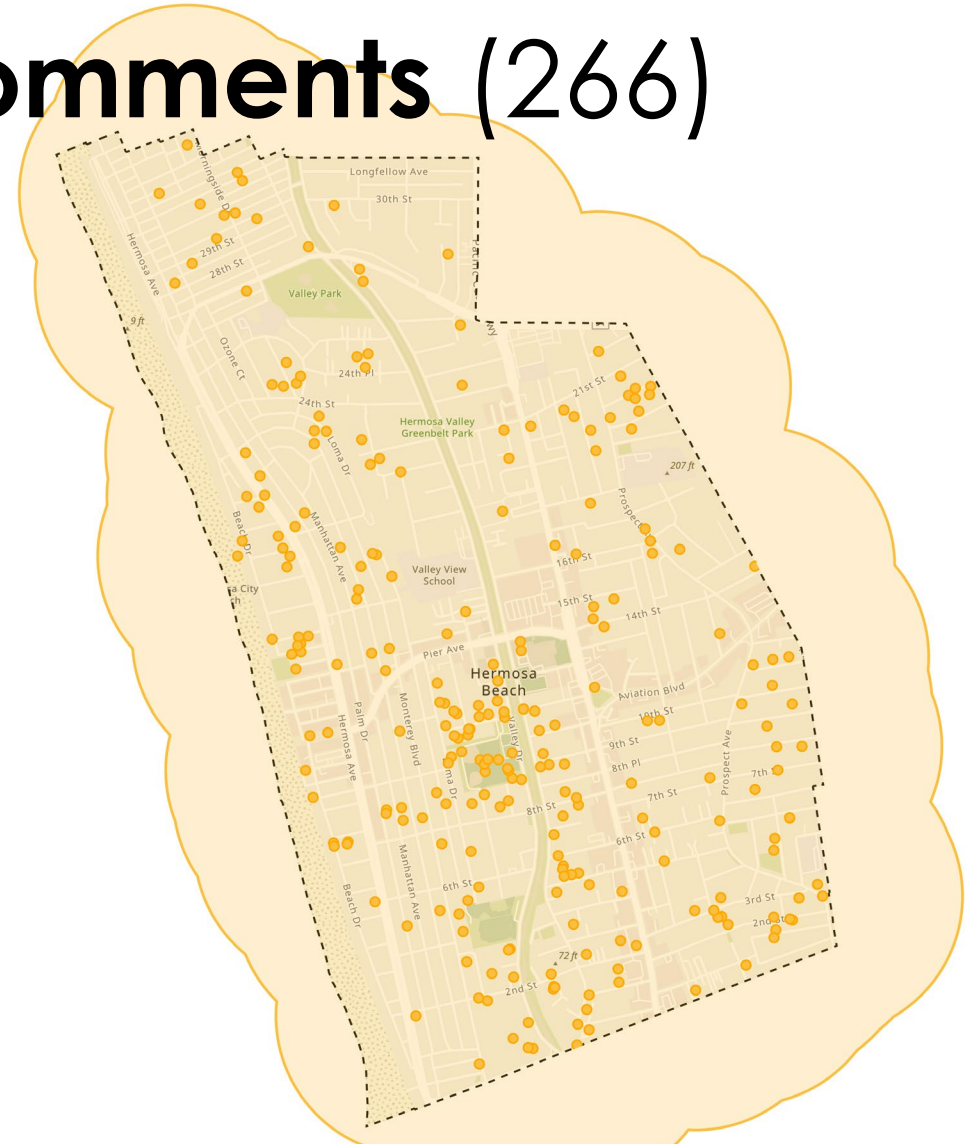 omments (266)
Longfellow Ave
30th St
Hermosa Ave
29th St
28th St
Valley Park
9 ft
Ozone Ct
24th Pl
21st St
24th St
Hermosa Valley
Greenbelt Park
Loma Dr
207 ft
Prospect
Beach Dr
Manhattan Ave
16th St
Valley View
School
15th St
14th St
Pier Ave
Hermosa
Beach
Aviation Blvd
10th St
Palm Dr
Monterey Blvd
Valley Dr
Hermosa Ave
9th St
8th Pl
Prospect Ave
7th
7th St
8th St
6th St
Manhattan Ave
6th St
Beach Dr
3rd St
2nd St
72 ft
2nd St